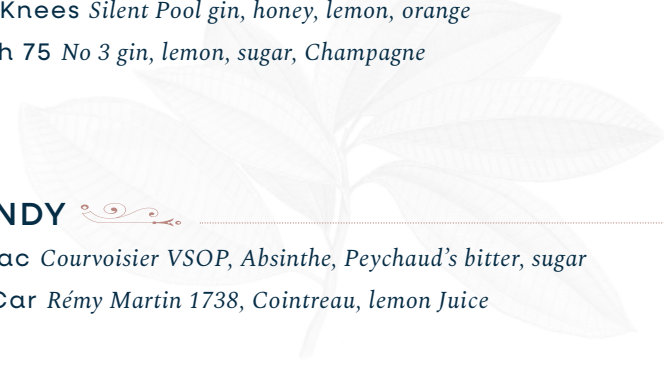 Knees Silent Pool gin, honey, lemon, orange
h 75 No 3 gin, lemon, sugar, Champagne
NDY
ac Courvoisier VSOP, Absinthe, Peychaud’s bitter, sugar
Car Rémy Martin 1738, Cointreau, lemon Juice